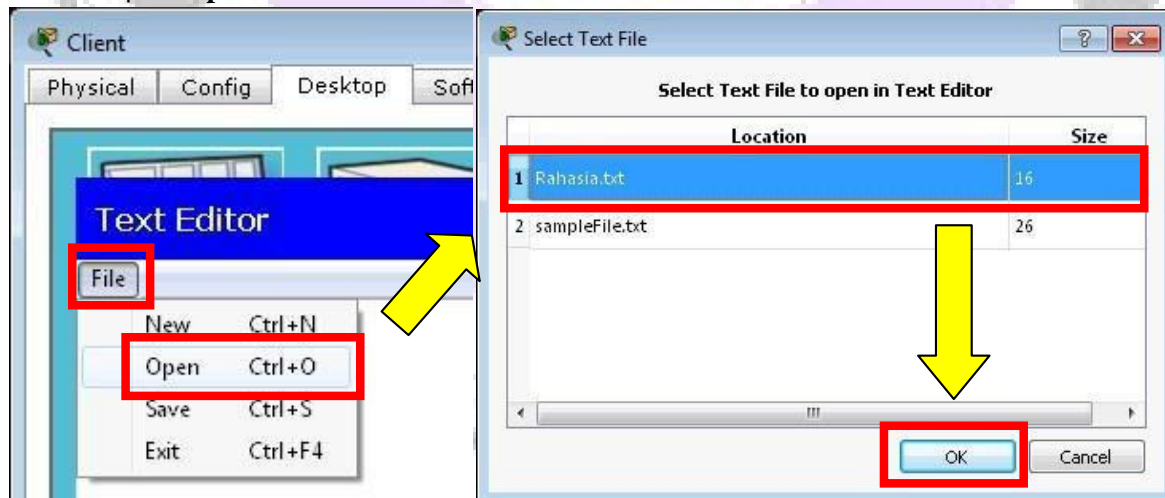 Client
Physical Config Desktop Soft
Text Editor
File
New Ctrl+N
Open Ctrl+O
Save Ctrl+S
Exit Ctrl+F4
Select Text File
Select Text File to open in Text Editor
Location Size
1 Rahasia.txt 16
2 sampleFile.txt 26
OK Cancel